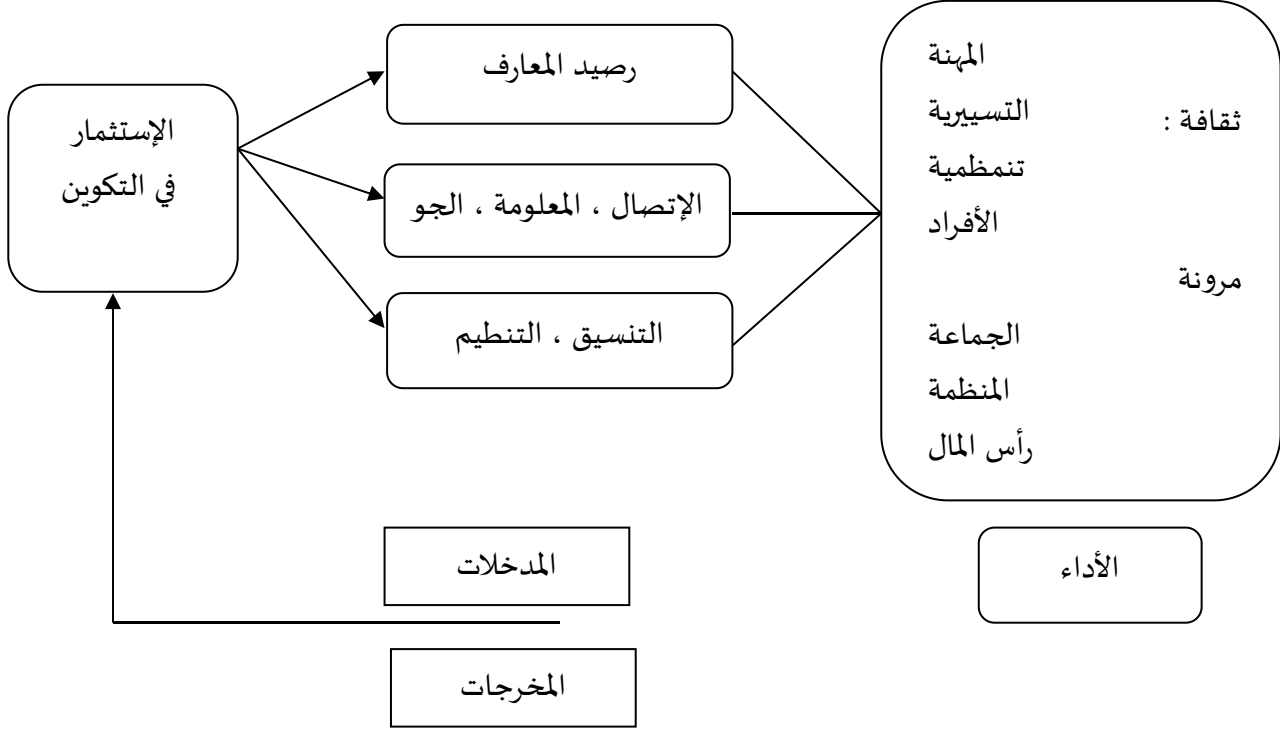 ثقافة :
المهنة
التسييرية
تنمظمية
الأفراد
مرونة
الجماعة
المنظمة
رأس المال
رصيد المعارف
الإتصال ، المعلومة ، الجو
التنسيق ، التنطيم
الإستثمار
في التكوين
الأداء
المدخلات
المخرجات